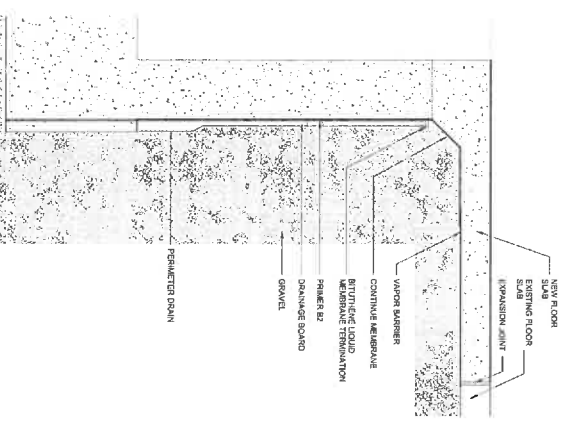 NEW FLOOR
SLAB
EXISTING FLOOR
SLAB
EXPANSION JOINT
VAPOR BARRIER
CONTINUE MEMBRANE
BITUTHENE LIQUID
MEMBRANE TERMINATION
PRIMER B2
DRAINAGE BOARD
GRAVEL
PERIMETER DRAIN